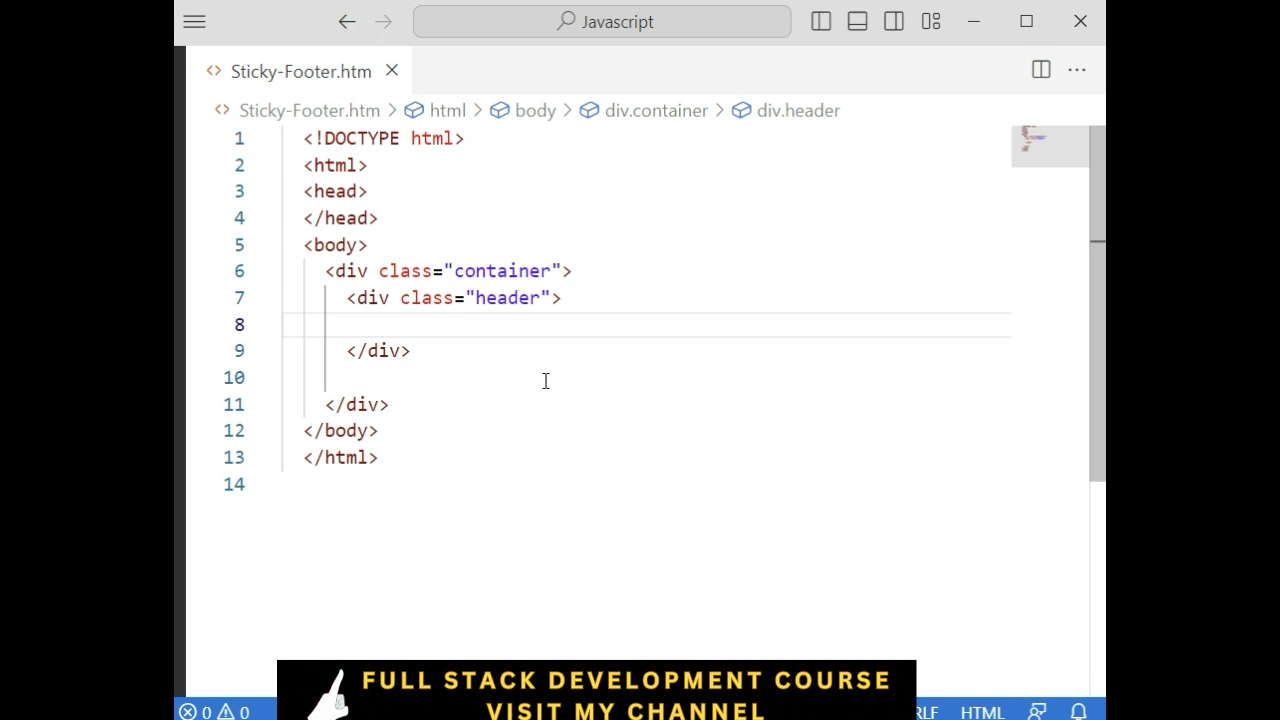 Javascript
Sticky-Footer.htm
Sticky-Footer.htm > html > body > div.container > div.header
1 <!DOCTYPE html>
2 <html>
3 <head>
4 </head>
5 <body>
6 <div class="container">
7 <div class="header">
8
9 </div>
10
11 </div>
12 </body>
13 </html>
14
FULL STACK DEVELOPMENT COURSE
VISIT MY CHANNEL
0 0 RLF HTML